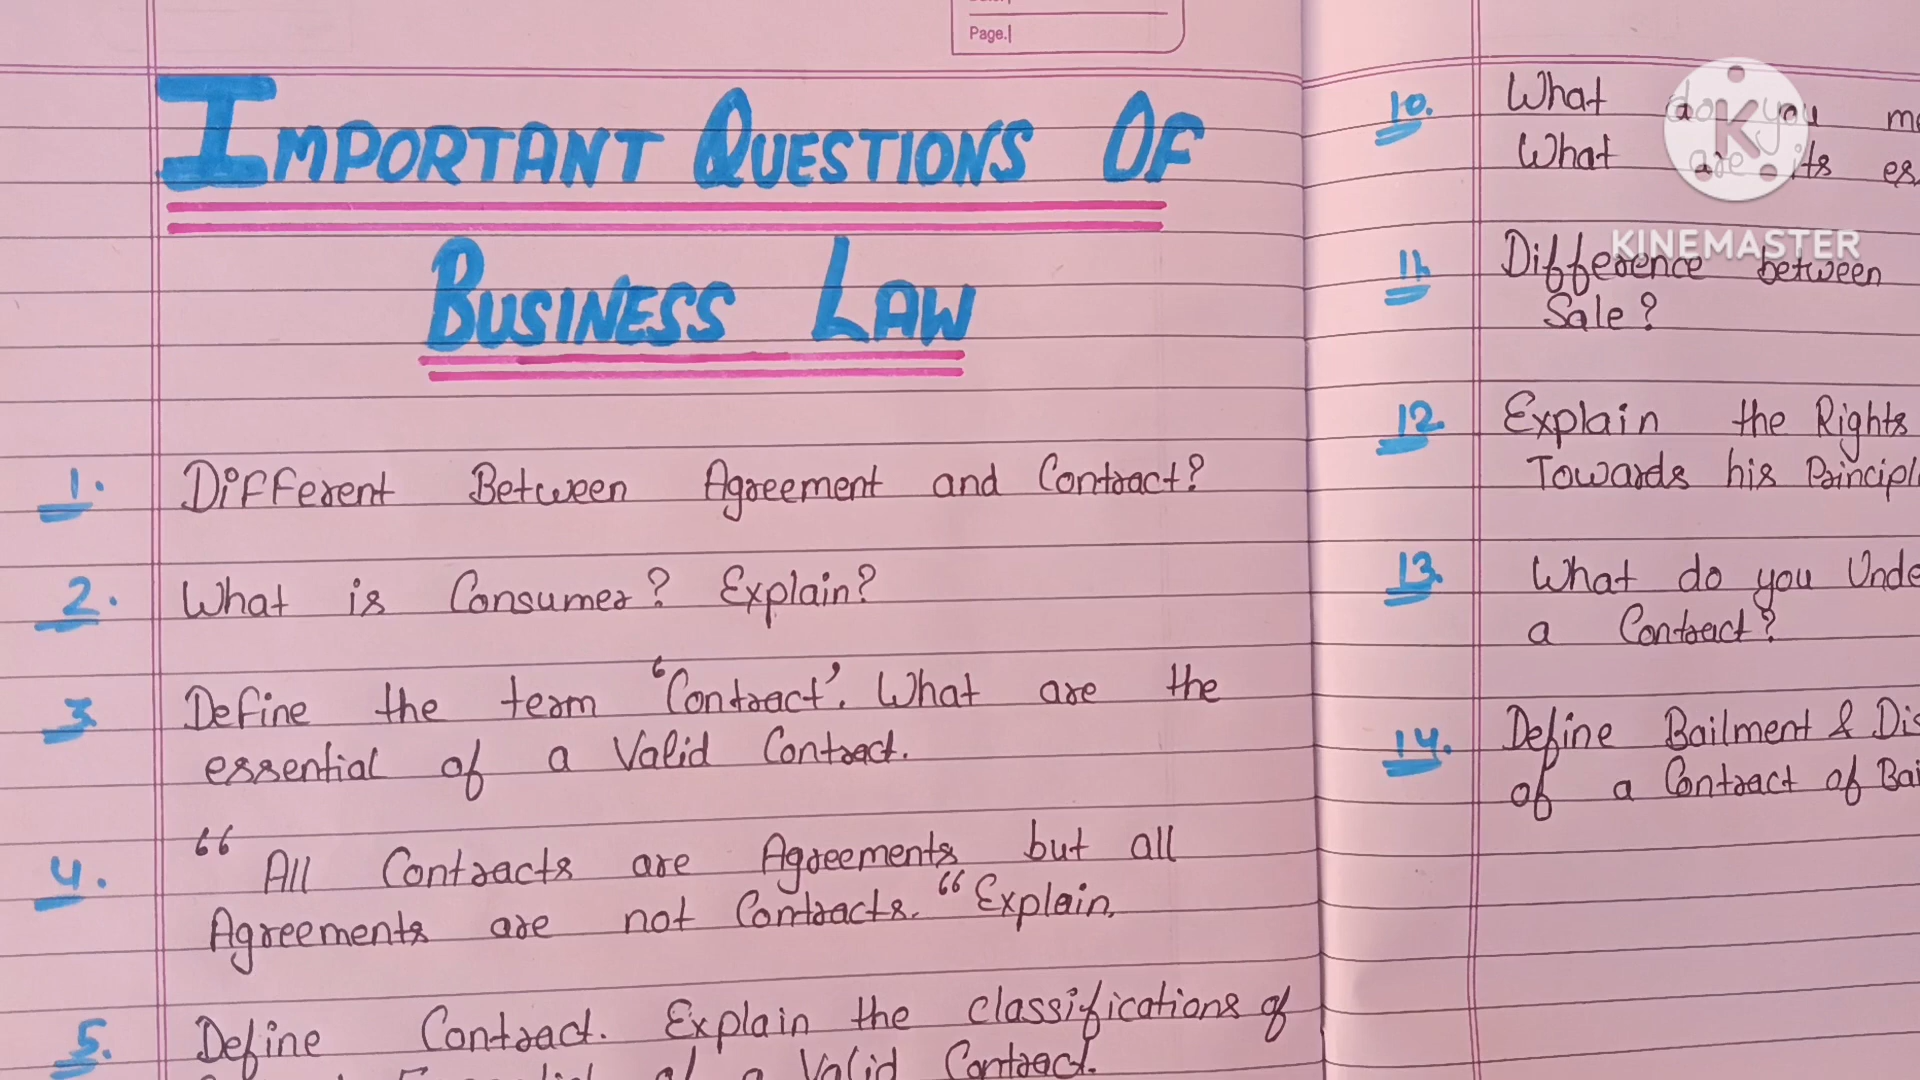 Page.
IMPORTANT QUESTIONS OF
BUSINESS LAW
1. Different Between Agreement and Contract?
2. What is Consumer? Explain?
3. Define the term ‘Contract’. What are the
essential of a Valid Contract.
4. “ All Contracts are Agreements but all
Agreements are not Contracts. “ Explain.
5. Define Contract. Explain the classifications of
of a Valid Contract.
10. What do you
What are its
11. Difference between
Sale?
12. Explain the Rights
Towards his
13. What do you
a Contract?
14. Define Bailment &
of a Contract of
K
KINEMASTER